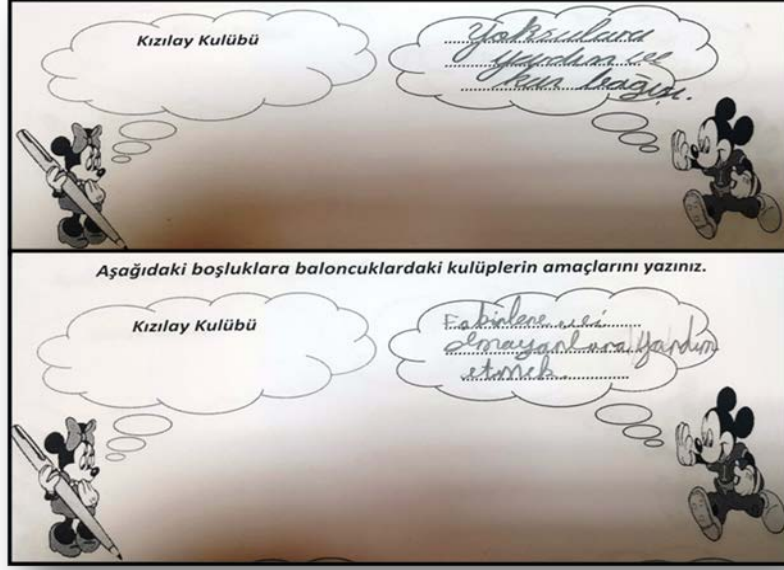 Kızılay Kulübü
Yoksullara
yardım ve
kan bağışı.
Aşağıdaki boşluklara baloncuklardaki kulüplerin amaçlarını yazınız.
Kızılay Kulübü
Fakirlere evi
olmayanlara yardım
etmek.